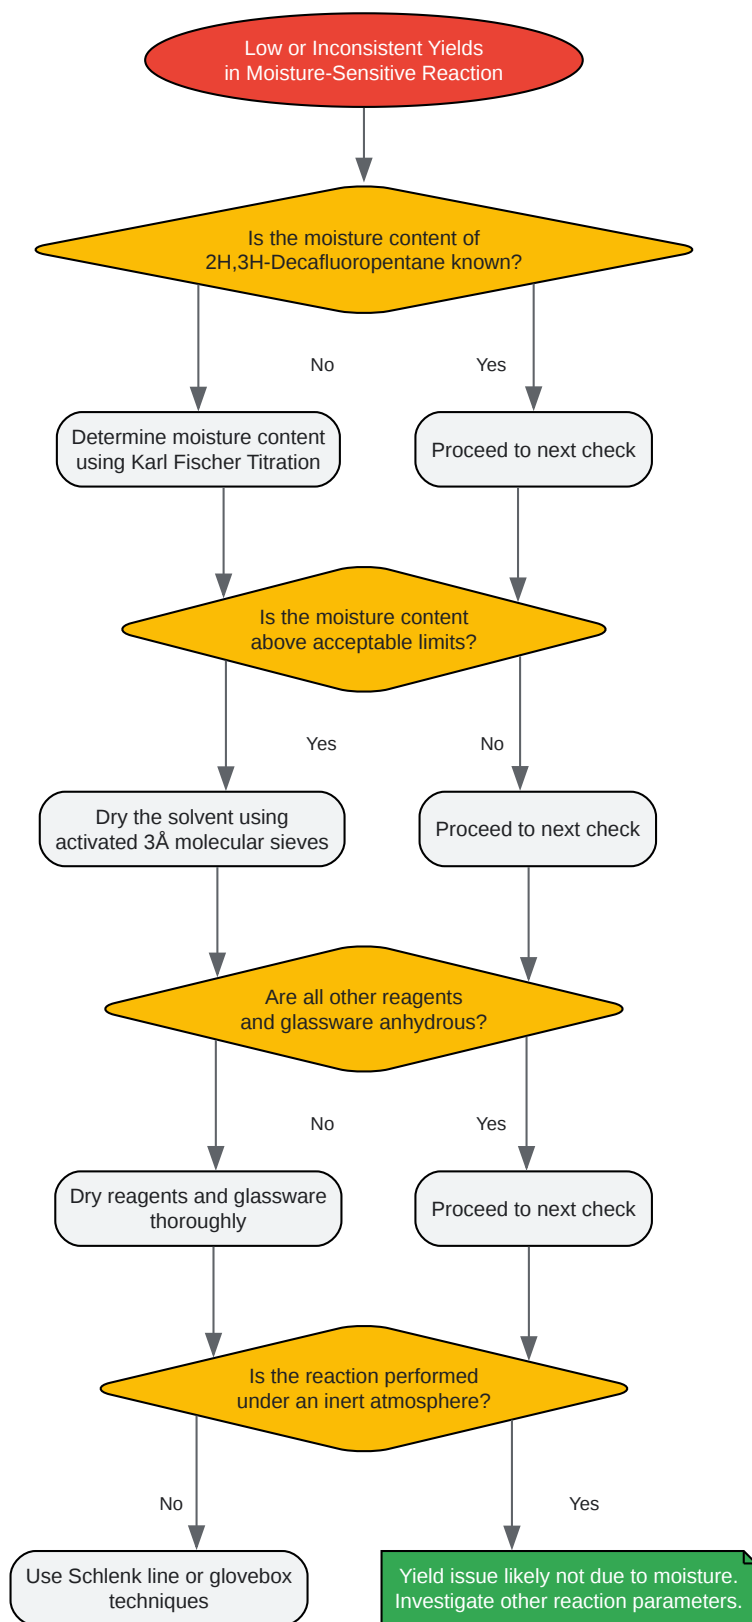 Low or Inconsistent Yields
in Moisture-Sensitive Reaction
Is the moisture content of
2H,3H-Decafluoropentane known?
No
Yes
Determine moisture content
using Karl Fischer Titration
Proceed to next check
Is the moisture content
above acceptable limits?
Yes
No
Dry the solvent using
activated 3Å molecular sieves
Proceed to next check
Are all other reagents
and glassware anhydrous?
No
Yes
Dry reagents and glassware
thoroughly
Proceed to next check
Is the reaction performed
under an inert atmosphere?
No
Yes
Use Schlenk line or glovebox
techniques
Yield issue likely not due to moisture.
Investigate other reaction parameters.